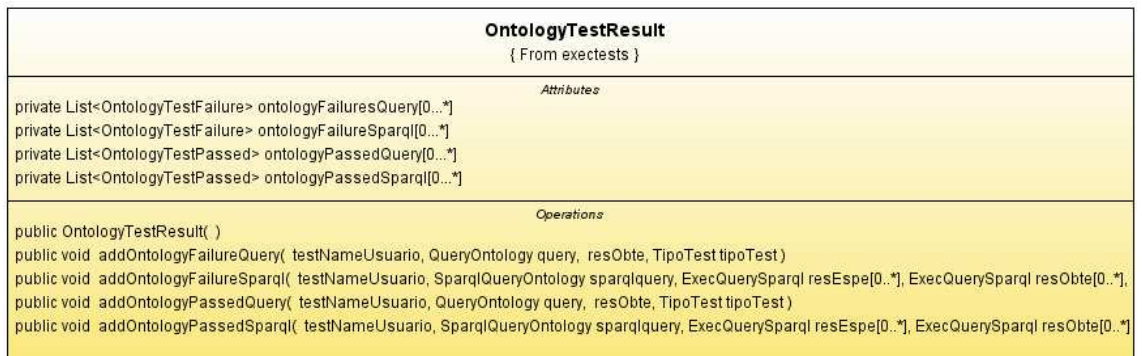 OntologyTestResult
{ From exectests }
Attributes
private List<OntologyTestFailure> ontologyFailuresQuery[0...*]
private List<OntologyTestFailure> ontologyFailureSparql[0...*]
private List<OntologyTestPassed> ontologyPassedQuery[0...*]
private List<OntologyTestPassed> ontologyPassedSparql[0...*]
Operations
public OntologyTestResult( )
public void addOntologyFailureQuery( testNameUsuario, QueryOntology query, resObte, TipoTest tipoTest )
public void addOntologyFailureSparql( testNameUsuario, SparqlQueryOntology sparqlquery, ExecQuerySparql resEspe[0..*], ExecQuerySparql resObte[0..*],
public void addOntologyPassedQuery( testNameUsuario, QueryOntology query, resObte, TipoTest tipoTest )
public void addOntologyPassedSparql( testNameUsuario, SparqlQueryOntology sparqlquery, ExecQuerySparql resEspe[0..*], ExecQuerySparql resObte[0..*]